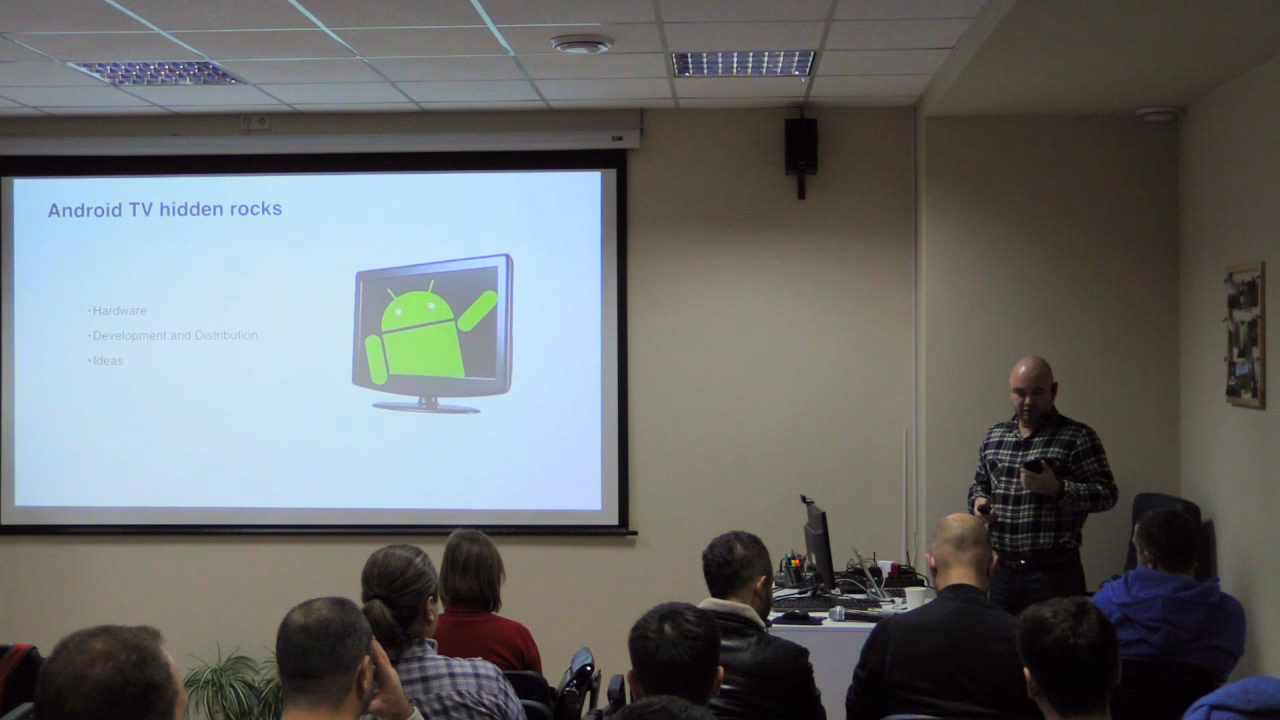 Android TV hidden rocks
·Hardware
·Development and Distribution
·Ideas